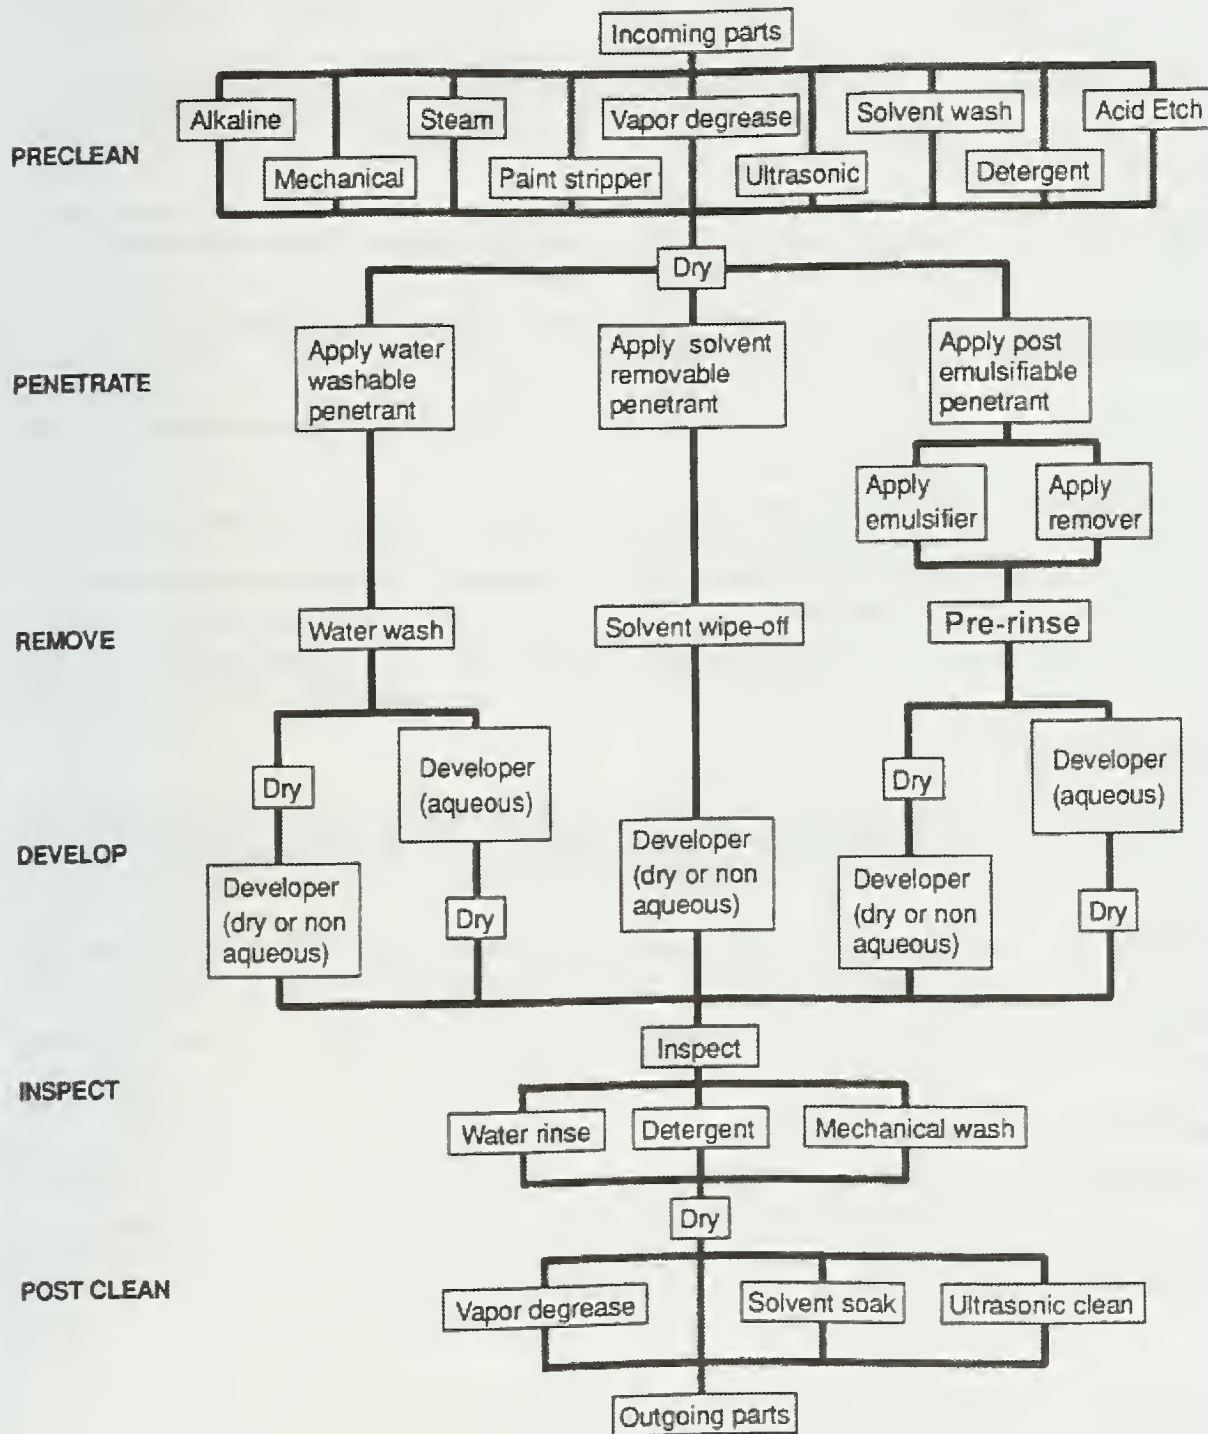 Incoming parts
Alkaline
Steam
Vapor degrease
Solvent wash
Acid Etch
PRECLEAN
Mechanical
Paint stripper
Ultrasonic
Detergent
Dry
PENETRATE
Apply water
washable
penetrant
Apply solvent
removable
penetrant
Apply post
emulsifiable
penetrant
Apply
emulsifier
Apply
remover
REMOVE
Water wash
Solvent wipe-off
Pre-rinse
Dry
Developer
(aqueous)
Dry
Developer
(aqueous)
DEVELOP
Developer
(dry or non
aqueous)
Dry
Developer
(dry or non
aqueous)
Developer
(dry or non
aqueous)
Dry
Inspect
INSPECT
Water rinse
Detergent
Mechanical wash
Dry
POST CLEAN
Vapor degrease
Solvent soak
Ultrasonic clean
Outgoing parts